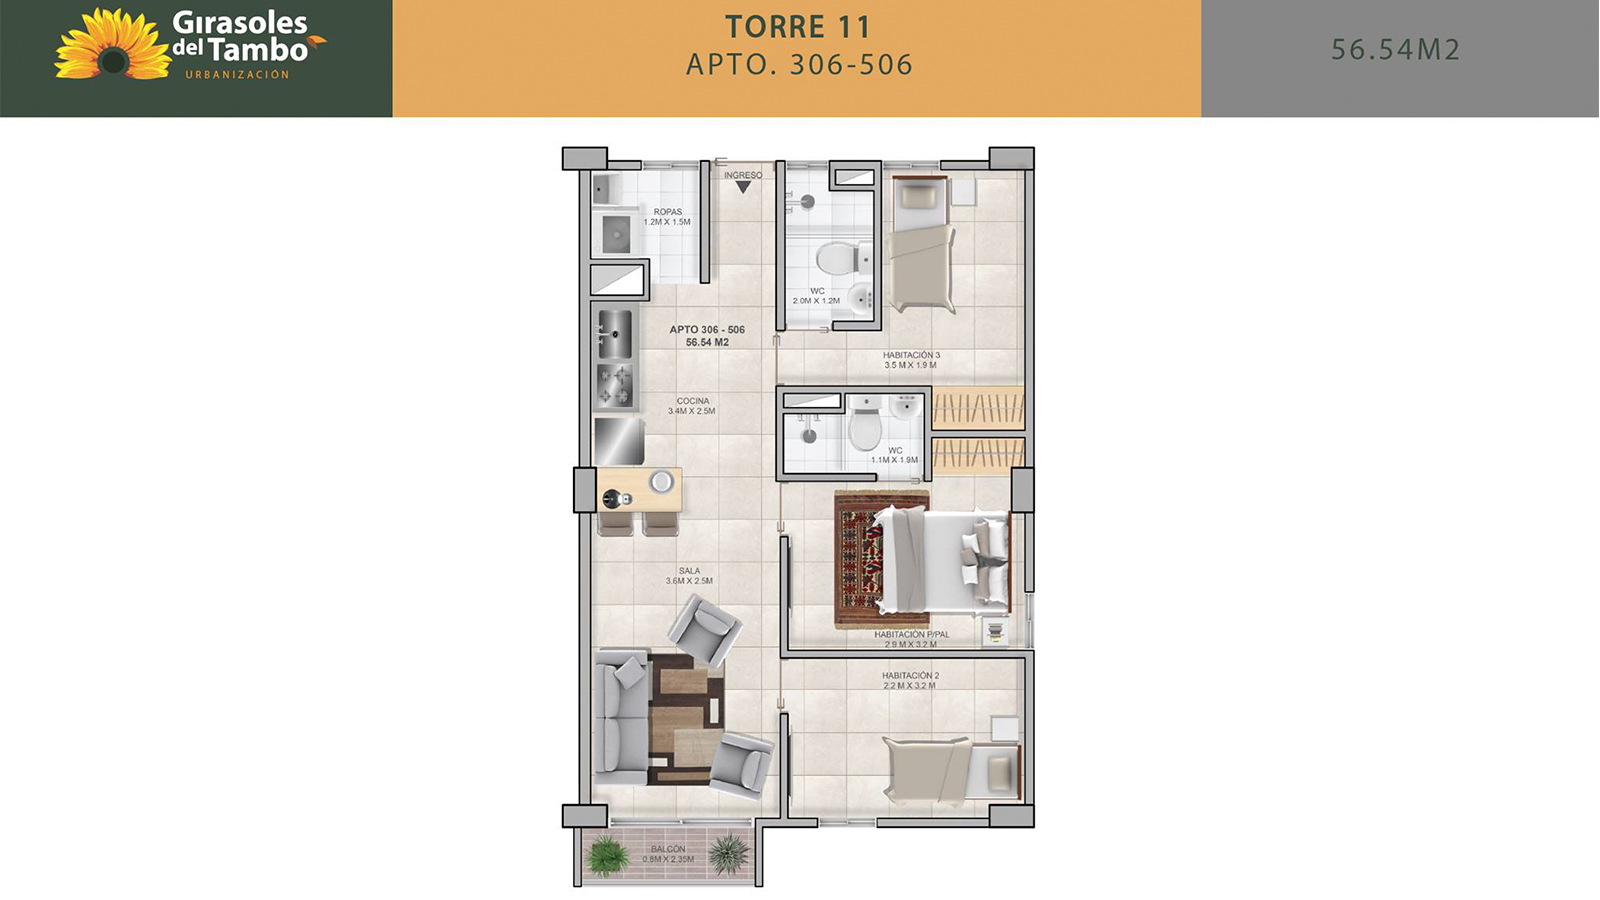 Girasoles
del Tambo
URBANIZACIÓN
TORRE 11
APTO. 306-506
56.54M2
INGRESO
ROPAS
1.2M X 1.5M
WC
2.0M X 1.2M
APTO 306 - 506
56.54 M2
HABITACIÓN 3
3.5 M X 1.9 M
COCINA
3.4M X 2.5M
WC
1.1M X 1.9M
SALA
3.6M X 2.5M
HABITACIÓN P/PAL
2.9 M X 3.2 M
HABITACIÓN 2
2.2 M X 3.2 M
BALCÓN
0.8M X 2.35M